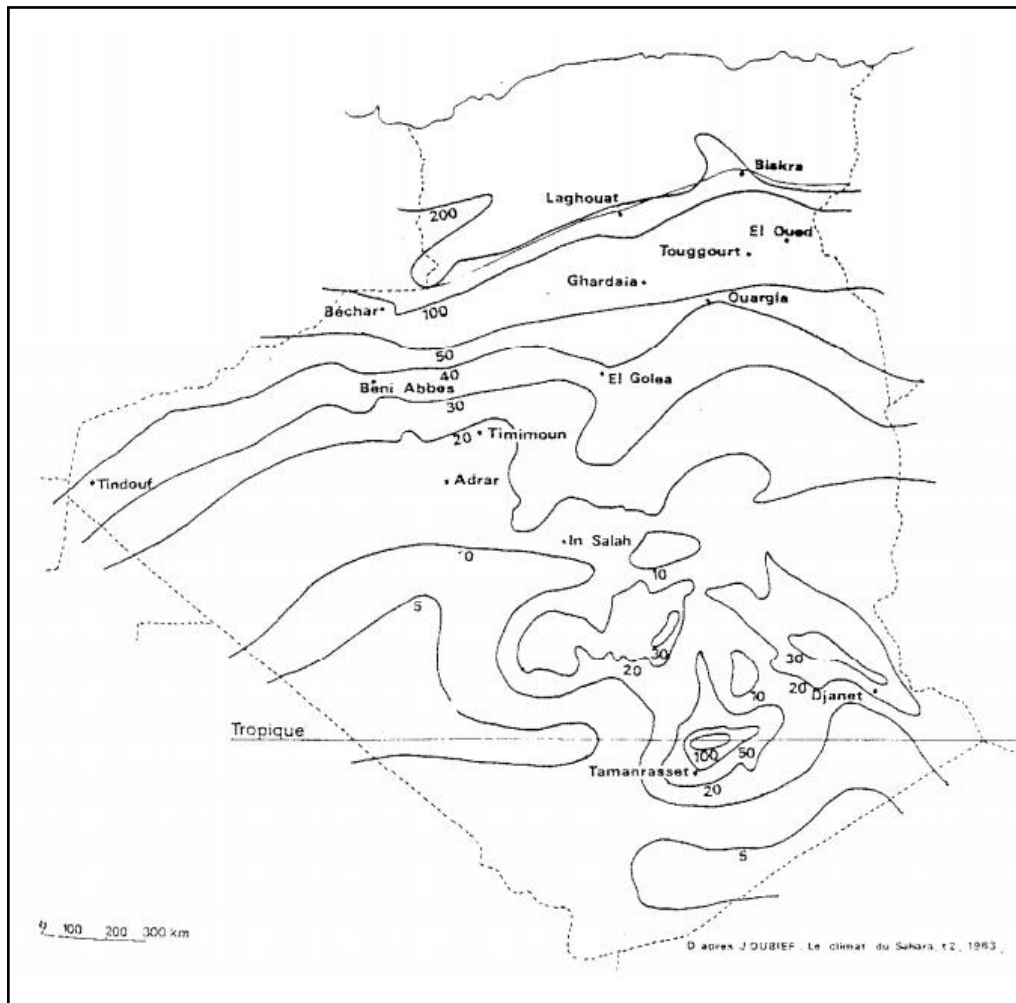 Biskra
Laghouat
200
El Oued
Touggourt
Ghardaia
Ouargla
Béchar
100
50
40
El Golea
Béni Abbes
30
20
Timimoun
Tindouf
Adrar
In Salah
10
10
5
30
30
20
10
20
Djanet
Tropique
100
50
Tamanrasset
20
5
0 100 200 300 km
D'apres J DUBIEF. Le climat du Sahara, t 2, 1963.